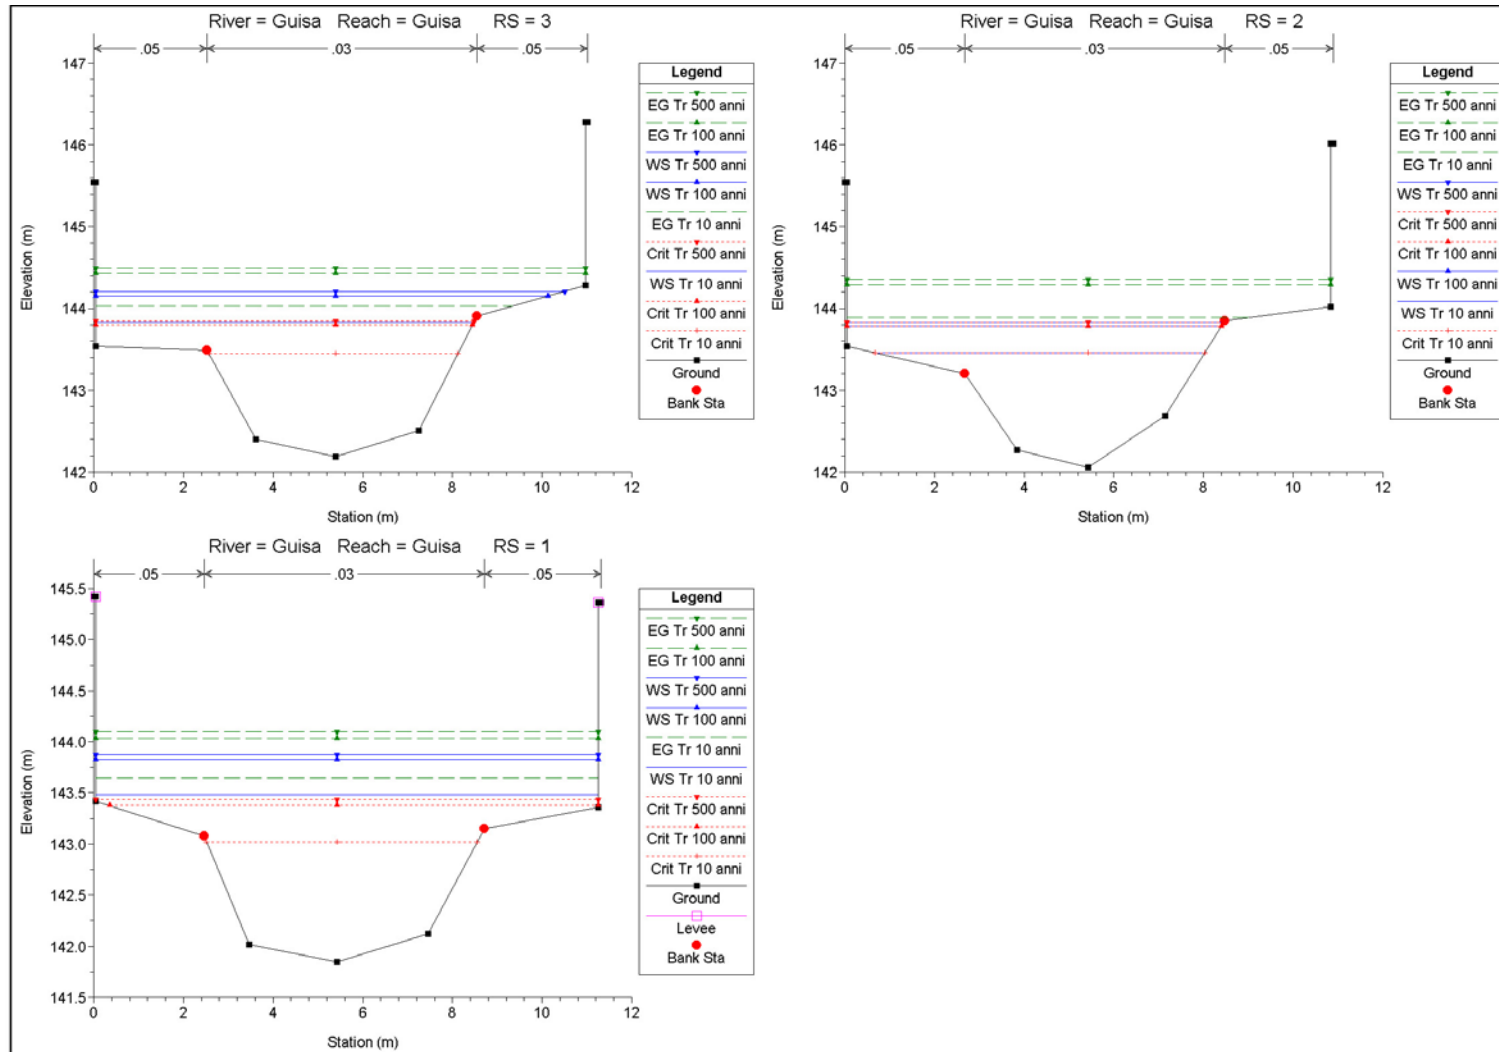 River = Guisa Reach = Guisa RS = 3
.05 .03 .05
147
146
145
144
143
142
Elevation (m)
0 2 4 6 8 10 12
Station (m)
Legend
EG Tr 500 anni
EG Tr 100 anni
WS Tr 500 anni
WS Tr 100 anni
EG Tr 10 anni
Crit Tr 500 anni
WS Tr 10 anni
Crit Tr 100 anni
Crit Tr 10 anni
Ground
Bank Sta
River = Guisa Reach = Guisa RS = 2
.05 .03 .05
147
146
145
144
143
142
Elevation (m)
0 2 4 6 8 10 12
Station (m)
Legend
EG Tr 500 anni
EG Tr 100 anni
EG Tr 10 anni
WS Tr 500 anni
Crit Tr 500 anni
Crit Tr 100 anni
WS Tr 100 anni
WS Tr 10 anni
Crit Tr 10 anni
Ground
Bank Sta
River = Guisa Reach = Guisa RS = 1
.05 .03 .05
145.5
145.0
144.5
144.0
143.5
143.0
142.5
142.0
141.5
Elevation (m)
0 2 4 6 8 10 12
Station (m)
Legend
EG Tr 500 anni
EG Tr 100 anni
WS Tr 500 anni
WS Tr 100 anni
EG Tr 10 anni
WS Tr 10 anni
Crit Tr 500 anni
Crit Tr 100 anni
Crit Tr 10 anni
Ground
Levee
Bank Sta